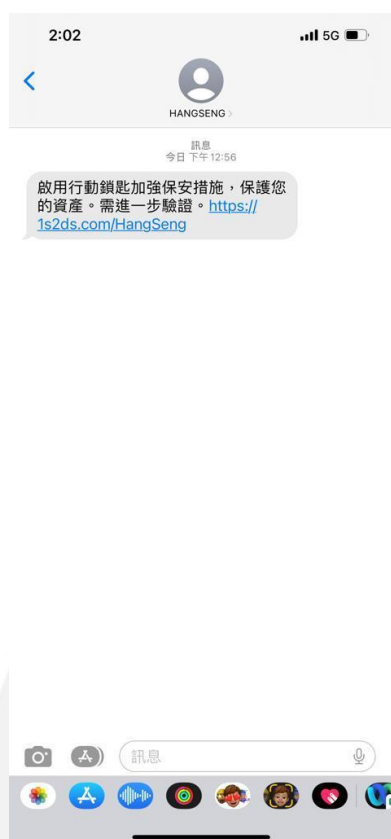 2:02
5G
HANGSENG
訊息
今日 下午12:56
啟用行動鎖匙加強保安措施，保護您
的資產。需進一步驗證。https://
1s2ds.com/HangSeng
訊息